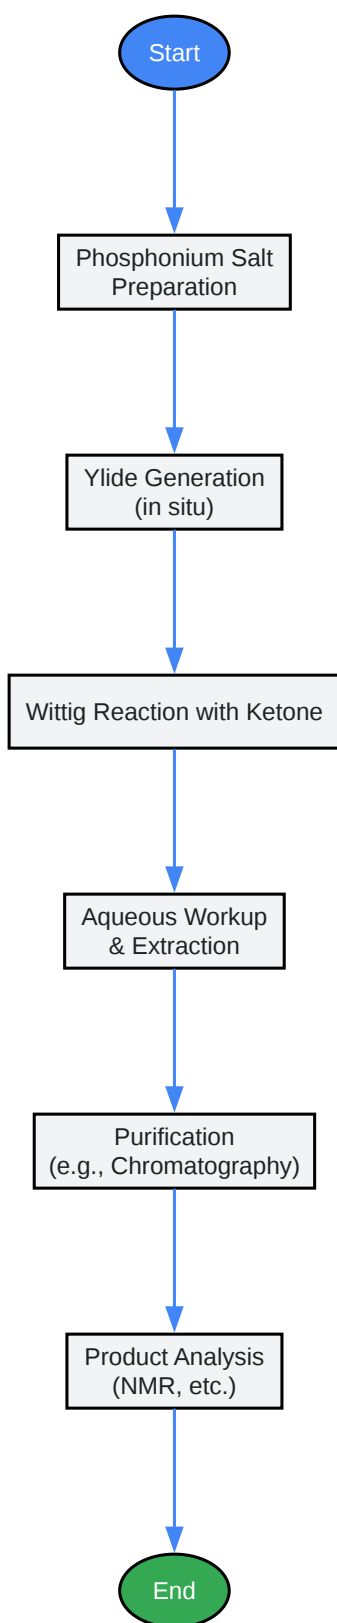 Start
Phosphonium Salt
Preparation
Ylide Generation
(in situ)
Wittig Reaction with Ketone
Aqueous Workup
& Extraction
Purification
(e.g., Chromatography)
Product Analysis
(NMR, etc.)
End